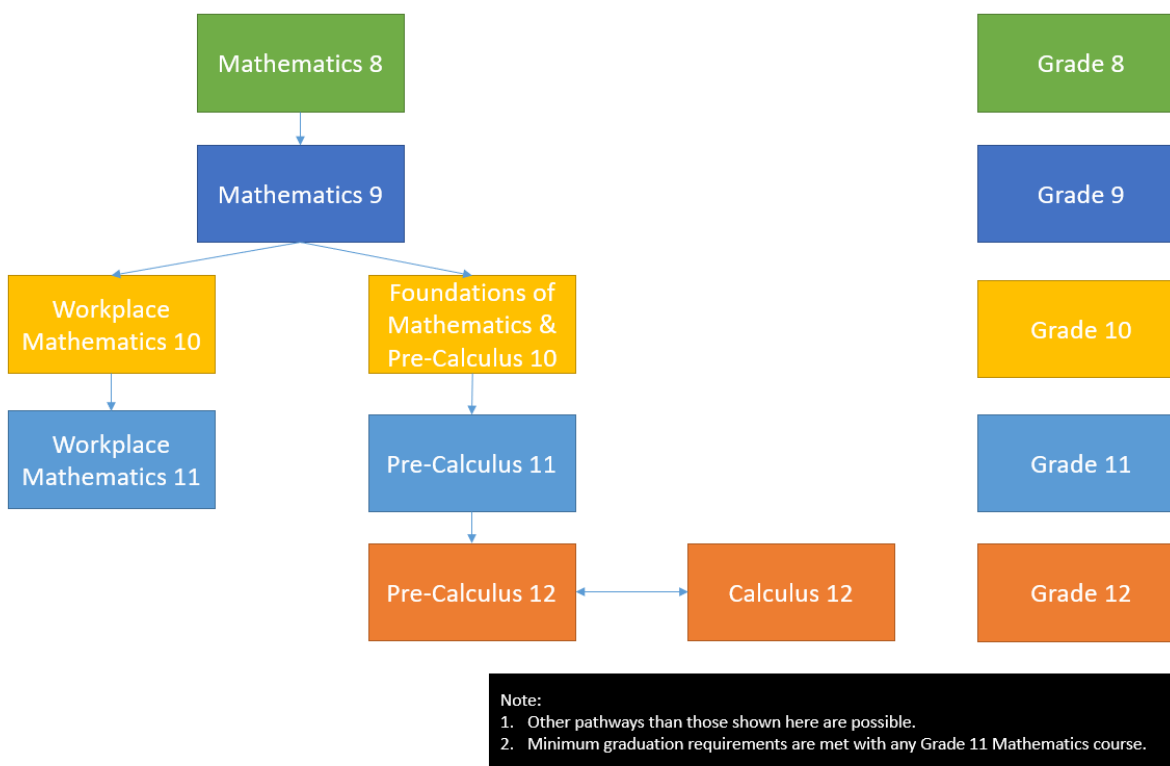 Mathematics 8
Grade 8
Mathematics 9
Grade 9
Workplace
Mathematics 10
Foundations of
Mathematics &
Pre-Calculus 10
Grade 10
Workplace
Mathematics 11
Pre-Calculus 11
Grade 11
Pre-Calculus 12
Calculus 12
Grade 12
Note:
1. Other pathways than those shown here are possible.
2. Minimum graduation requirements are met with any Grade 11 Mathematics course.